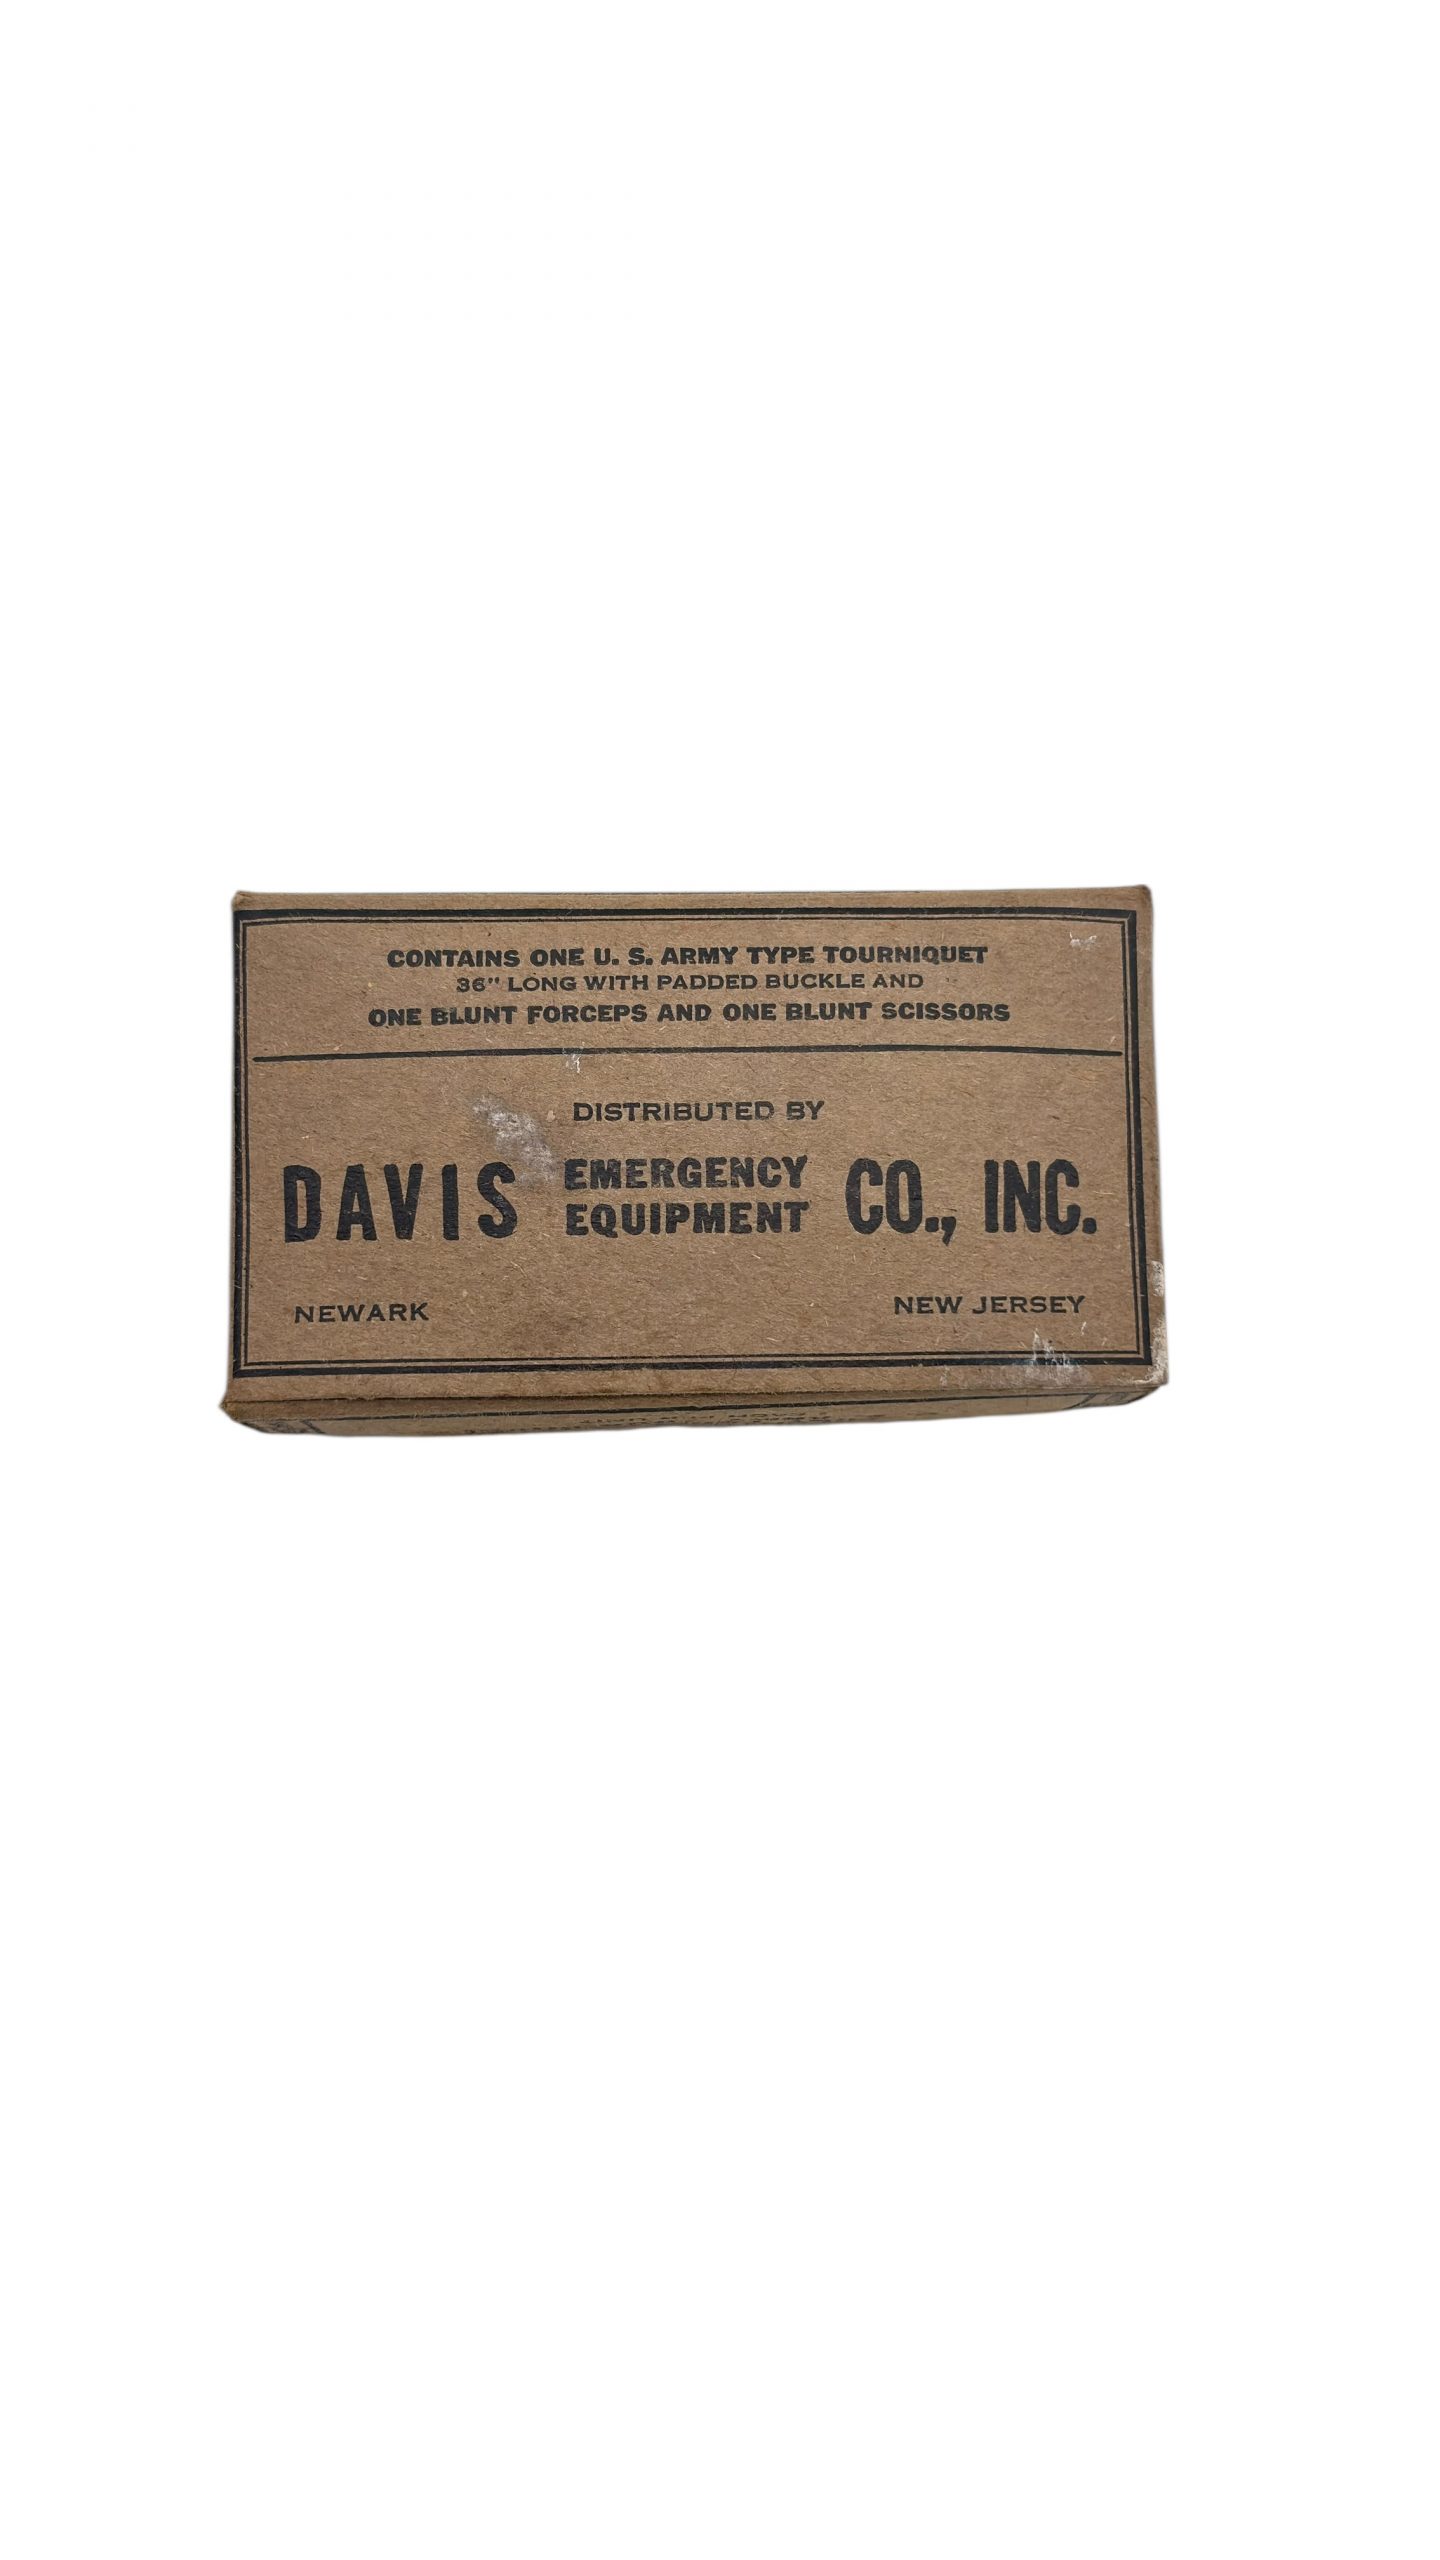 CONTAINS ONE U. S. ARMY TYPE TOURNIQUET
36" LONG WITH PADDED BUCKLE AND
ONE BLUNT FORCEPS AND ONE BLUNT SCISSORS
DISTRIBUTED BY
DAVIS EMERGENCY EQUIPMENT CO., INC.
NEWARK NEW JERSEY